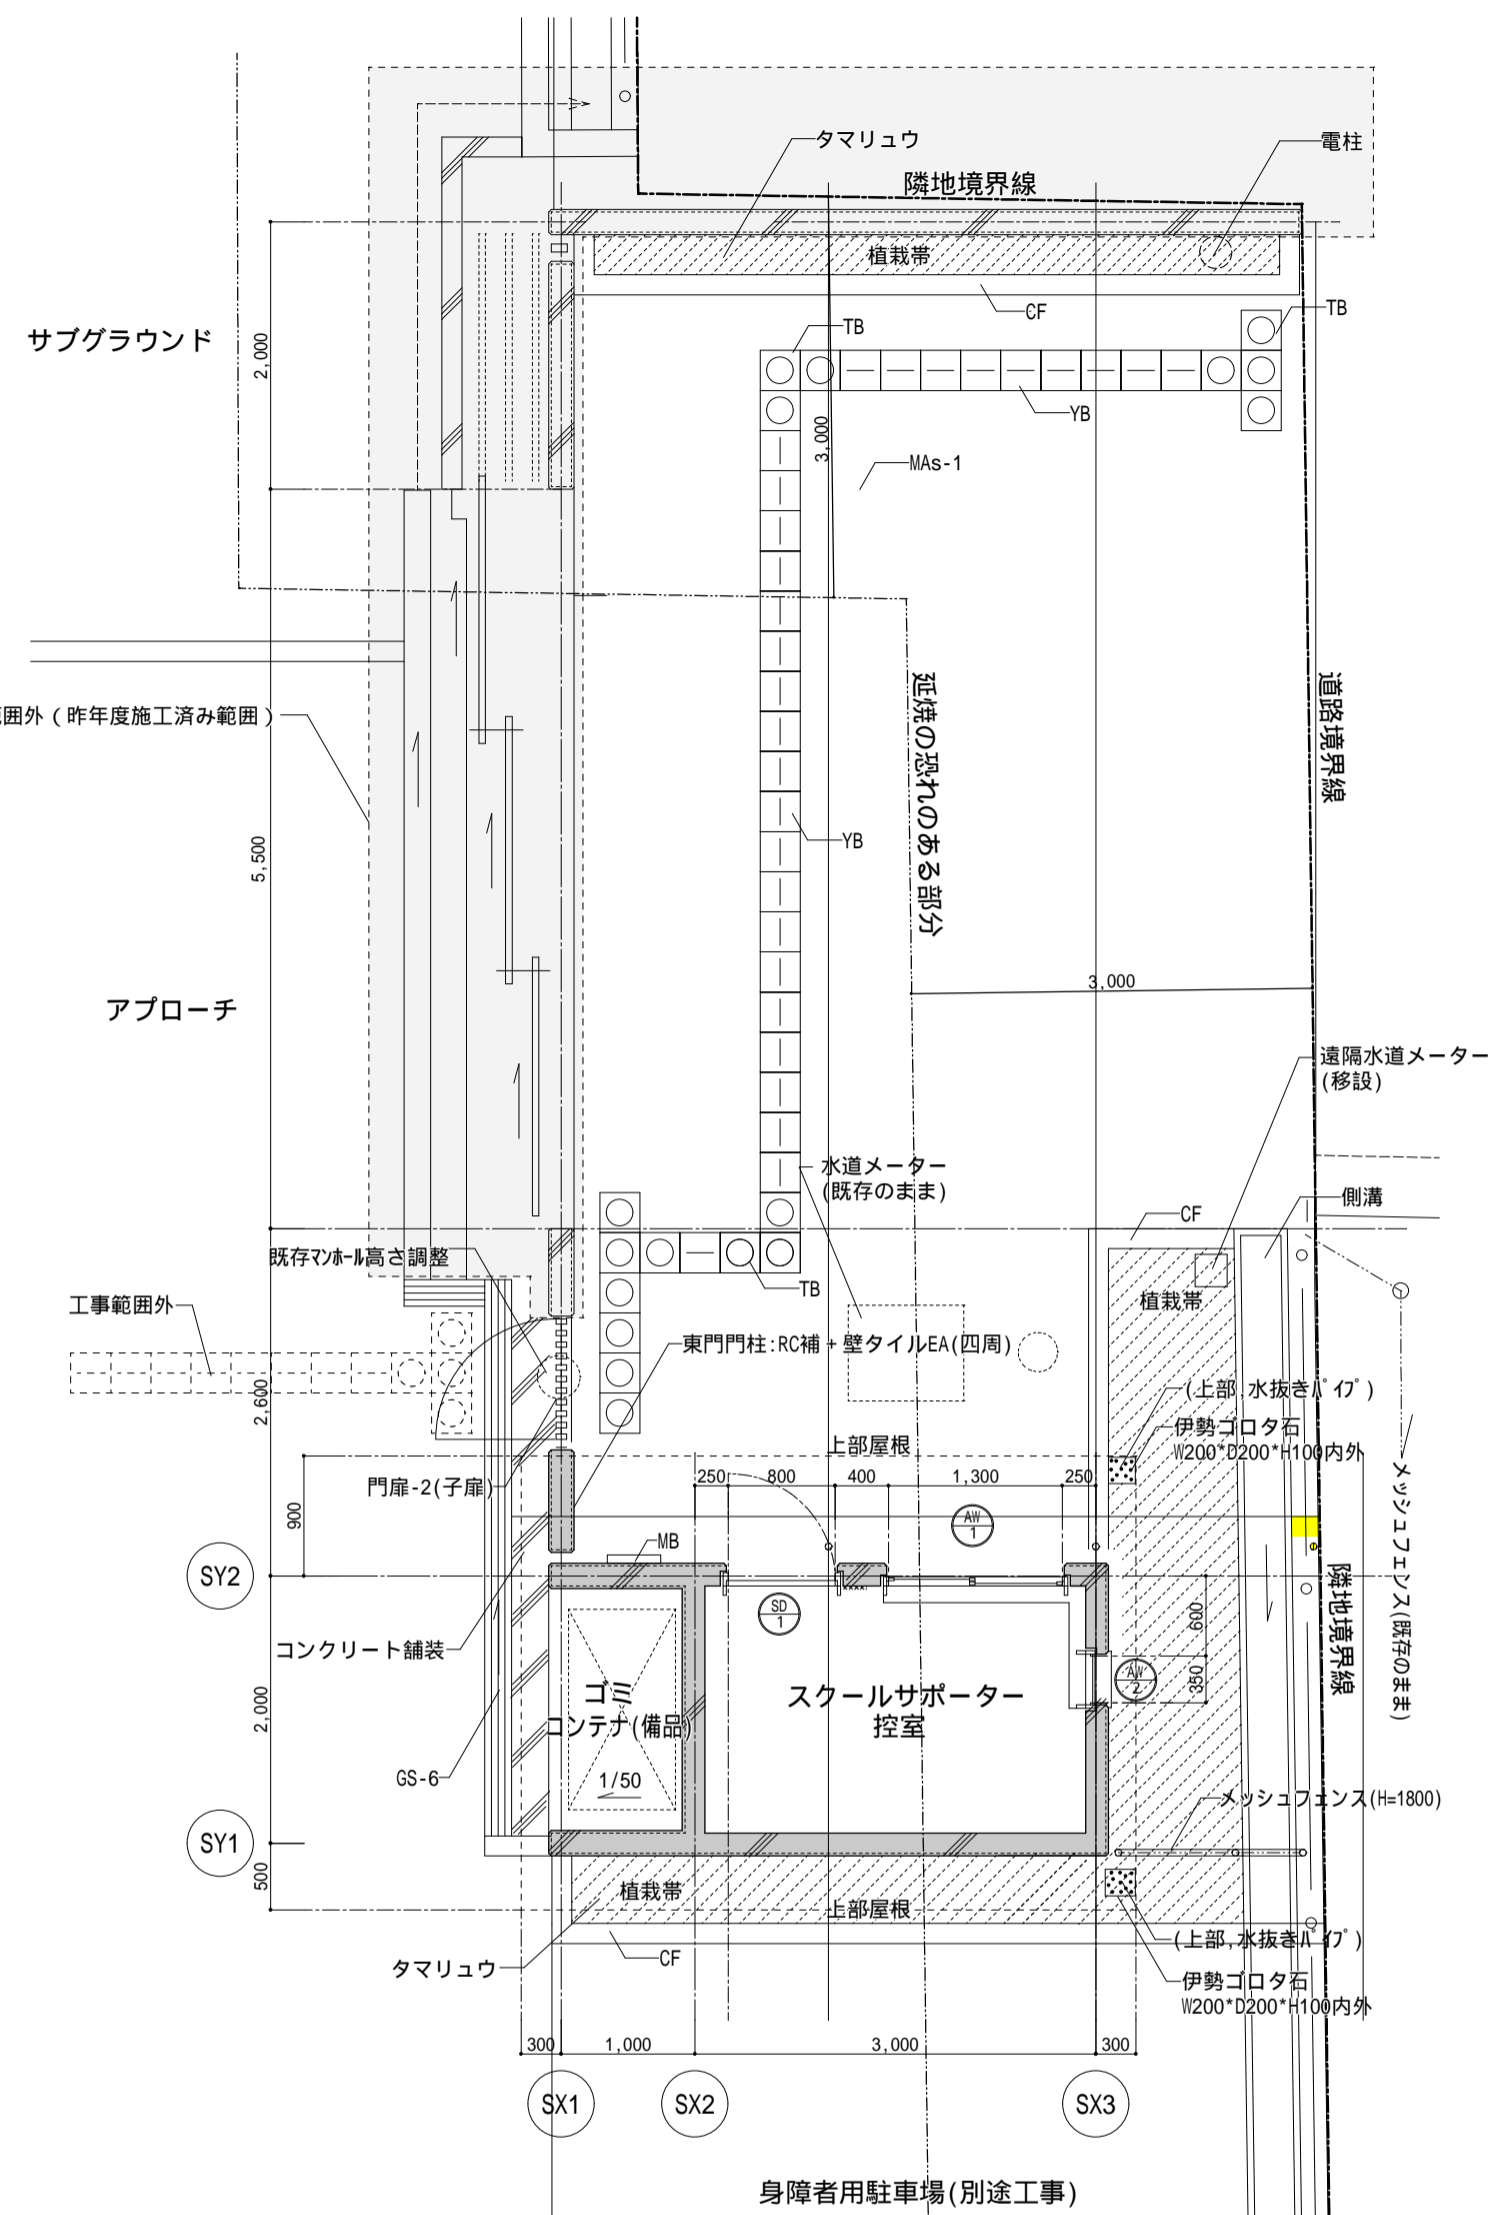 タマリュウ
電柱
隣地境界線
植栽帯
CF
TB
TB
サブグラウンド
2,000
YB
3,000
MAs-1
囲外（昨年度施工済み範囲）
延焼の恐れのある部分
道路境界線
YB
5,500
3,000
アプローチ
遠隔水道メーター
(移設)
水道メーター
(既存のまま)
側溝
CF
既存マンホール高さ調整
TB
植栽帯
工事範囲外
東門門柱:RC補＋壁タイルEA(四周)
2,600
(上部,水抜きパイプ)
伊勢ゴロタ石
W200*D200*H100内外
上部屋根
250
800
400
1,300
250
門扉-2(子扉)
900
AW
1
メッシュフェンス(既存のまま)
MB
SY2
SD
1
600
隣地境界線
コンクリート舗装
AW
2
350
ゴミ
コンテナ(備品)
スクールサポーター
控室
2,000
GS-6
1/50
メッシュフェンス(H=1800)
SY1
500
植栽帯
上部屋根
(上部,水抜きパイプ)
CF
タマリュウ
伊勢ゴロタ石
W200*D200*H100内外
300
1,000
3,000
300
SX1
SX2
SX3
身障者用駐車場(別途工事)